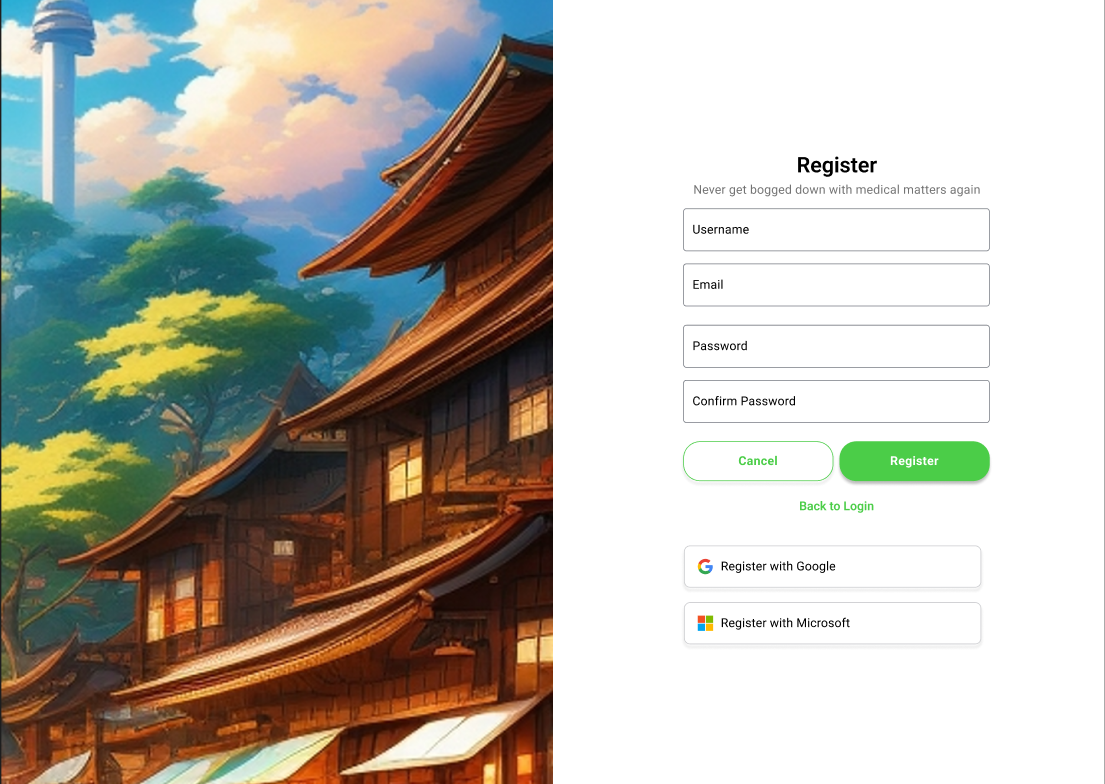 Register
Never get bogged down with medical matters again
Username
Email
Password
Confirm Password
Cancel
Register
Back to Login
Register with Google
Register with Microsoft